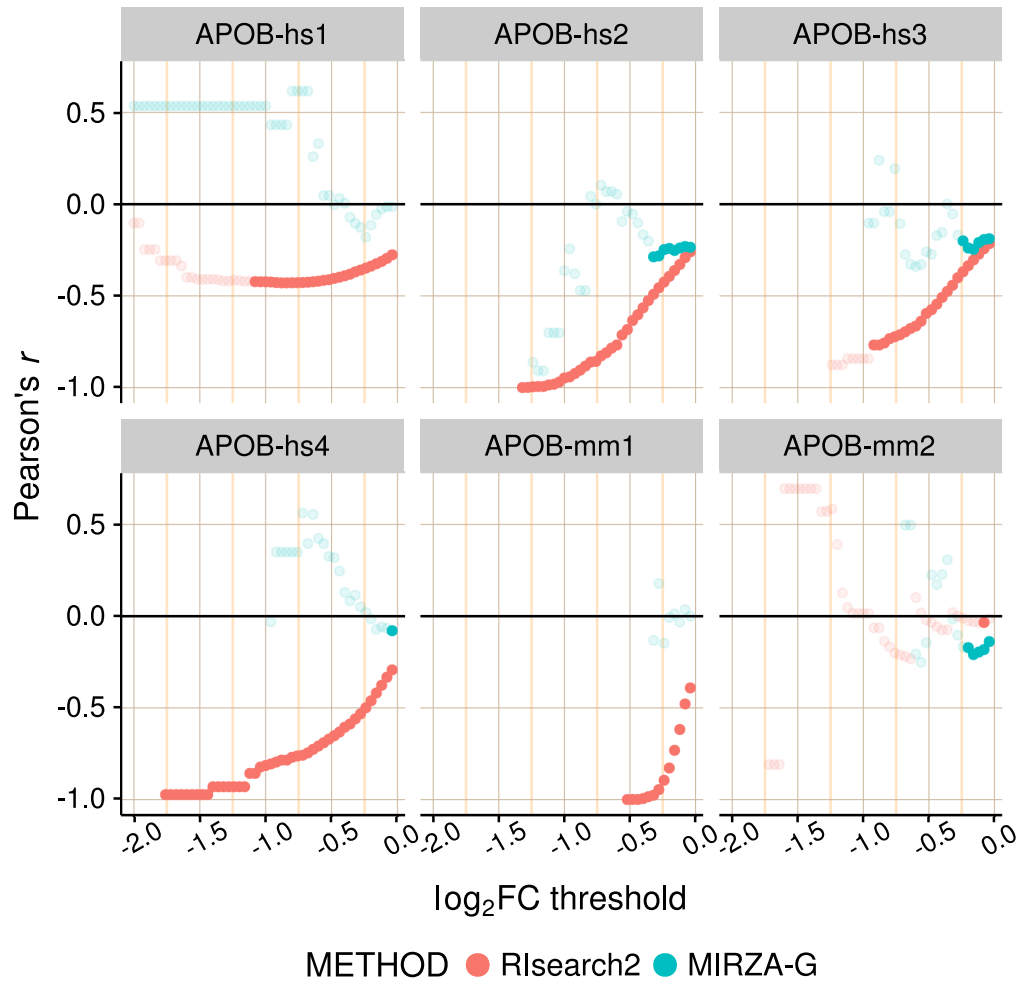 APOB-hs1 APOB-hs2 APOB-hs3
0.5
0.0
-0.5
-1.0
APOB-hs4 APOB-mm1 APOB-mm2
0.5
0.0
-0.5
-1.0
Pearson's r
-2.0 -1.5 -1.0 -0.5 0.0 -2.0 -1.5 -1.0 -0.5 0.0 -2.0 -1.5 -1.0 -0.5 0.0
log₂FC threshold
METHOD RIsearch2 MIRZA-G